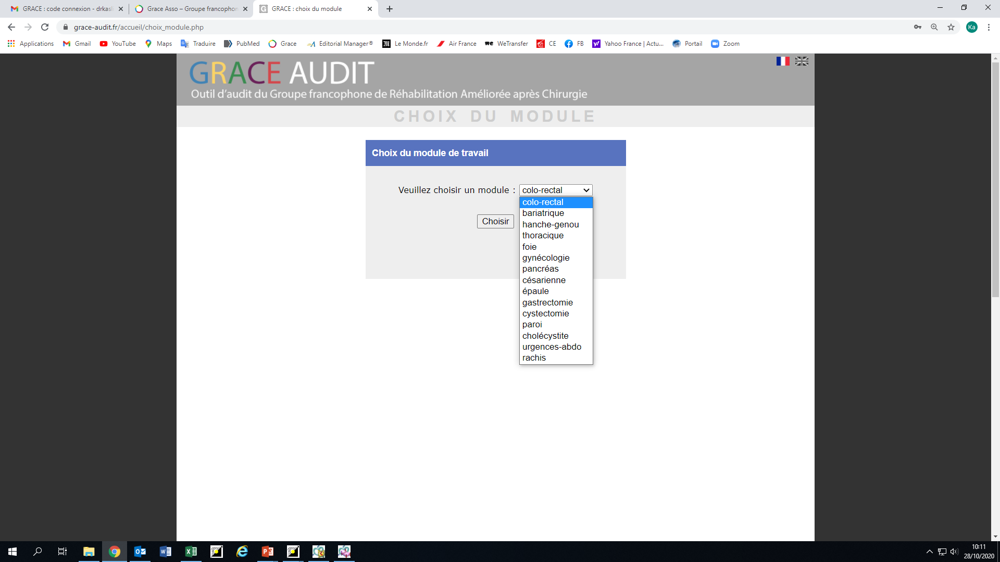 GRACE : code connexion - drkasl
Grace Asso – Groupe francophon
GRACE : choix du module
grace-audit.fr/accueil/choix_module.php
Ka
Applications
Gmail
YouTube
Maps
Traduire
PubMed
Grace
Editorial Manager®
Le Monde.fr
Air France
WeTransfer
CE
FB
Yahoo France | Actu...
Portail
Zoom
GRACE AUDIT
Outil d'audit du Groupe francophone de Réhabilitation Améliorée après Chirurgie
CHOIX DU MODULE
Choix du module de travail
Veuillez choisir un module :
colo-rectal
colo-rectal
bariatrique
hanche-genou
thoracique
foie
gynécologie
pancréas
césarienne
épaule
gastrectomie
cystectomie
paroi
cholécystite
urgences-abdo
rachis
Choisir
10:11
28/10/2020